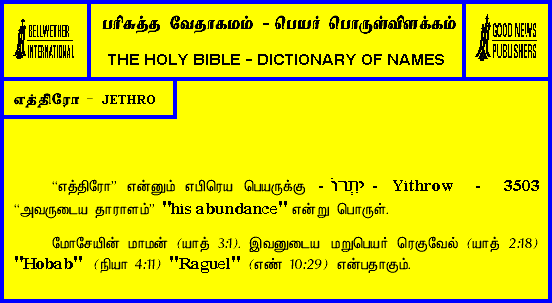 BELLWETHER
INTERNATIONAL
பரிசுத்த வேதாகமம் - பெயர் பொருள்விளக்கம்
THE HOLY BIBLE - DICTIONARY OF NAMES
GOOD NEWS
PUBLISHERS
எத்திரோ - JETHRO
“எத்திரோ” என்னும் எபிரெய பெயருக்கு - יִתְרוֹ - Yithrow - 3503
“அவருடைய தாராளம்” "his abundance" என்று பொருள்.
மோசேயின் மாமன் (யாத் 3:1). இவனுடைய மறுபெயர் ரெகுவேல் (யாத் 2:18)
"Hobab" (நியா 4:11) "Raguel" (எண் 10:29) என்பதாகும்.